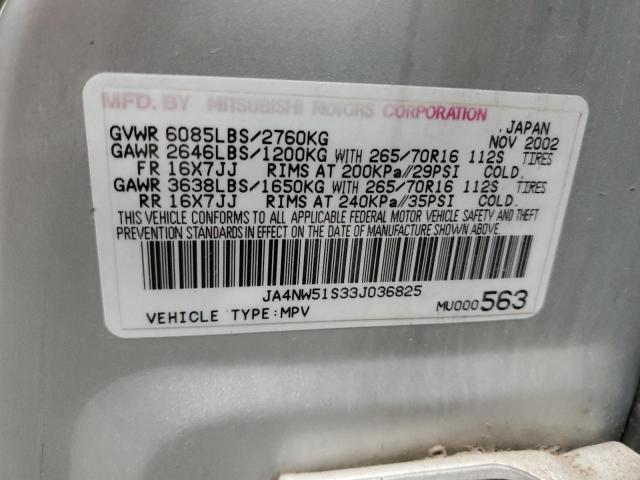 MFD. BY MITSUBISHI MOTORS CORPORATION
, JAPAN
GVWR 6085LBS/2760KG NOV 2002
GAWR 2646LBS/1200KG WITH 265/70R16 112S TIRES
FR 16X7JJ RIMS AT 200KPa//29PSI COLD.
GAWR 3638LBS/1650KG WITH 265/70R16 112S TIRES
RR 16X7JJ RIMS AT 240KPa//35PSI COLD.
THIS VEHICLE CONFORMS TO ALL APPLICABLE FEDERAL MOTOR VEHICLE SAFETY AND THEFT
PREVENTION STANDARDS IN EFFECT ON THE DATE OF MANUFACTURE SHOWN ABOVE.
JA4NW51S33J036825
VEHICLE TYPE:MPV MU000563